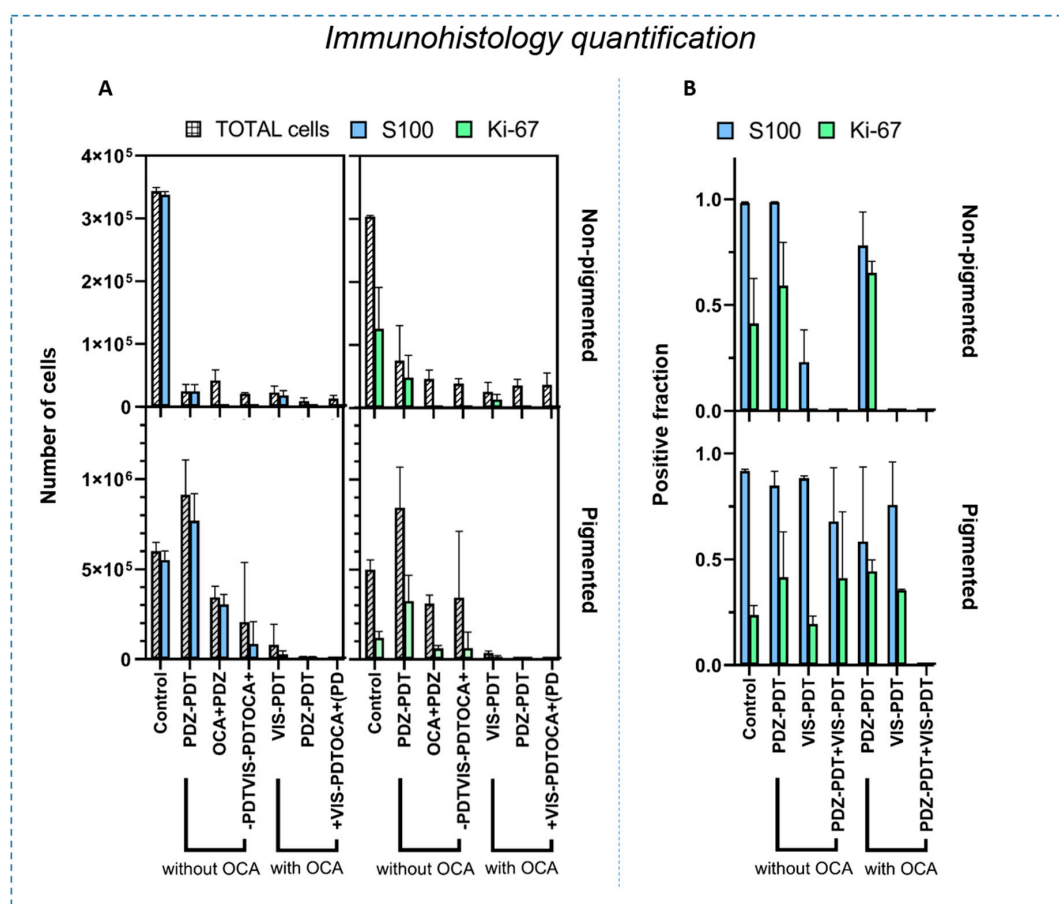 Immunohistology quantification
A
TOTAL cells S100 Ki-67
Number of cells
4×10⁵
3×10⁵
2×10⁵
1×10⁵
0
Non-pigmented
1×10⁶
5×10⁵
0
Pigmented
Control
PDZ-PDT
OCA+PDZ
-PDTVIS-PDTOCA+
VIS-PDT
PDZ-PDT
+VIS-PDTOCA+(PD
Control
PDZ-PDT
OCA+PDZ
-PDTVIS-PDTOCA+
VIS-PDT
PDZ-PDT
+VIS-PDTOCA+(PD
without OCA
with OCA
without OCA
with OCA
B
S100 Ki-67
Positive fraction
1.0
0.5
0.0
Non-pigmented
1.0
0.5
0.0
Pigmented
Control
PDZ-PDT
VIS-PDT
PDZ-PDT+VIS-PDT
PDZ-PDT
VIS-PDT
PDZ-PDT+VIS-PDT
without OCA
with OCA